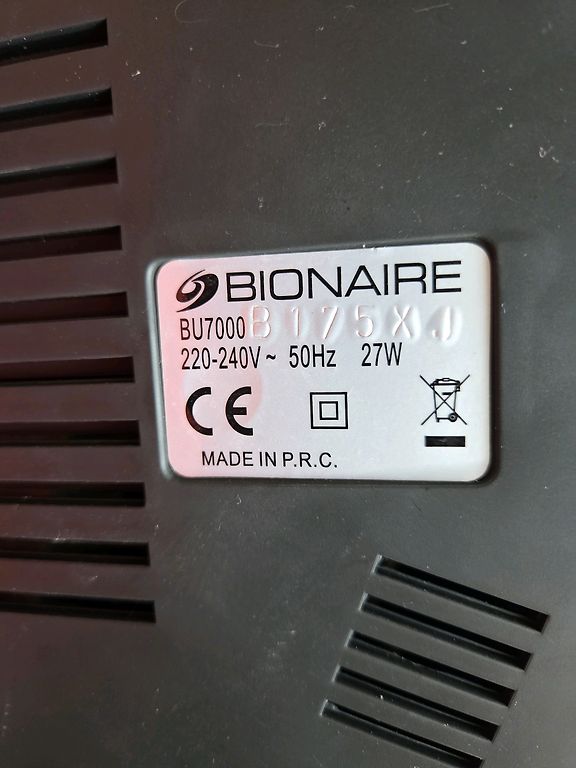 BIONAIRE
BU7000 B175XJ
220-240V ~ 50Hz 27W
CE
MADE IN P.R.C.